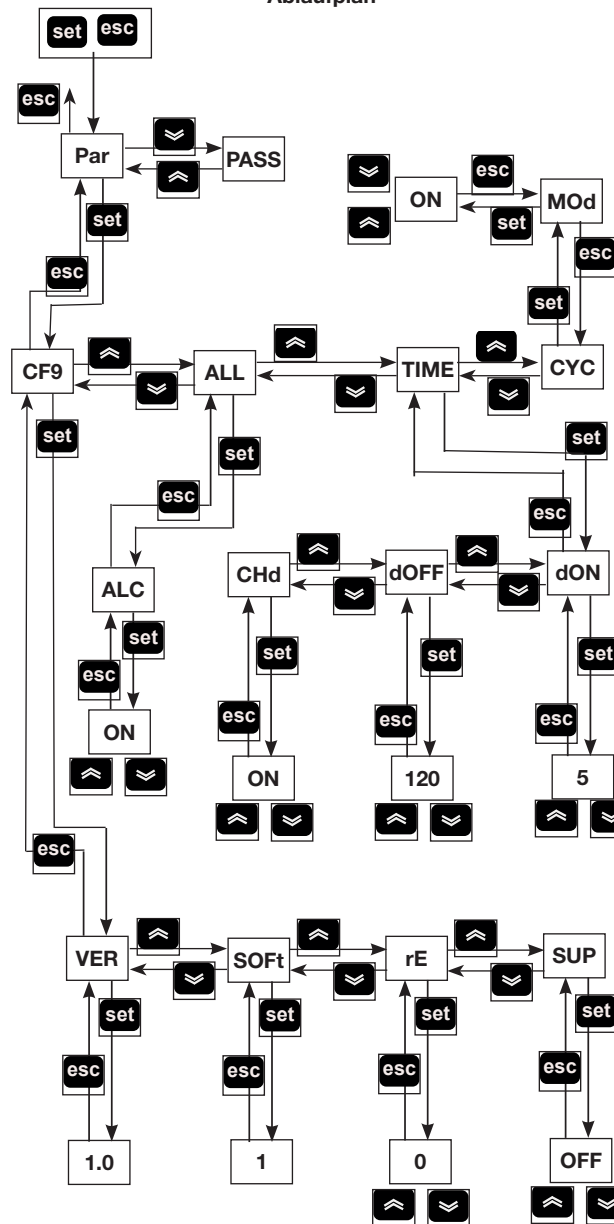 Ablaufplan
set esc
esc
Par
PASS
set
esc
ON
esc
set
MOd
esc
set
CF9
ALL
TIME
CYC
set
set
set
esc
esc
ALC
CHd
dOFF
dON
set
set
set
set
esc
esc
esc
esc
ON
ON
120
5
esc
VER
SOFt
rE
SUP
set
set
set
set
esc
esc
esc
esc
1.0
1
0
OFF